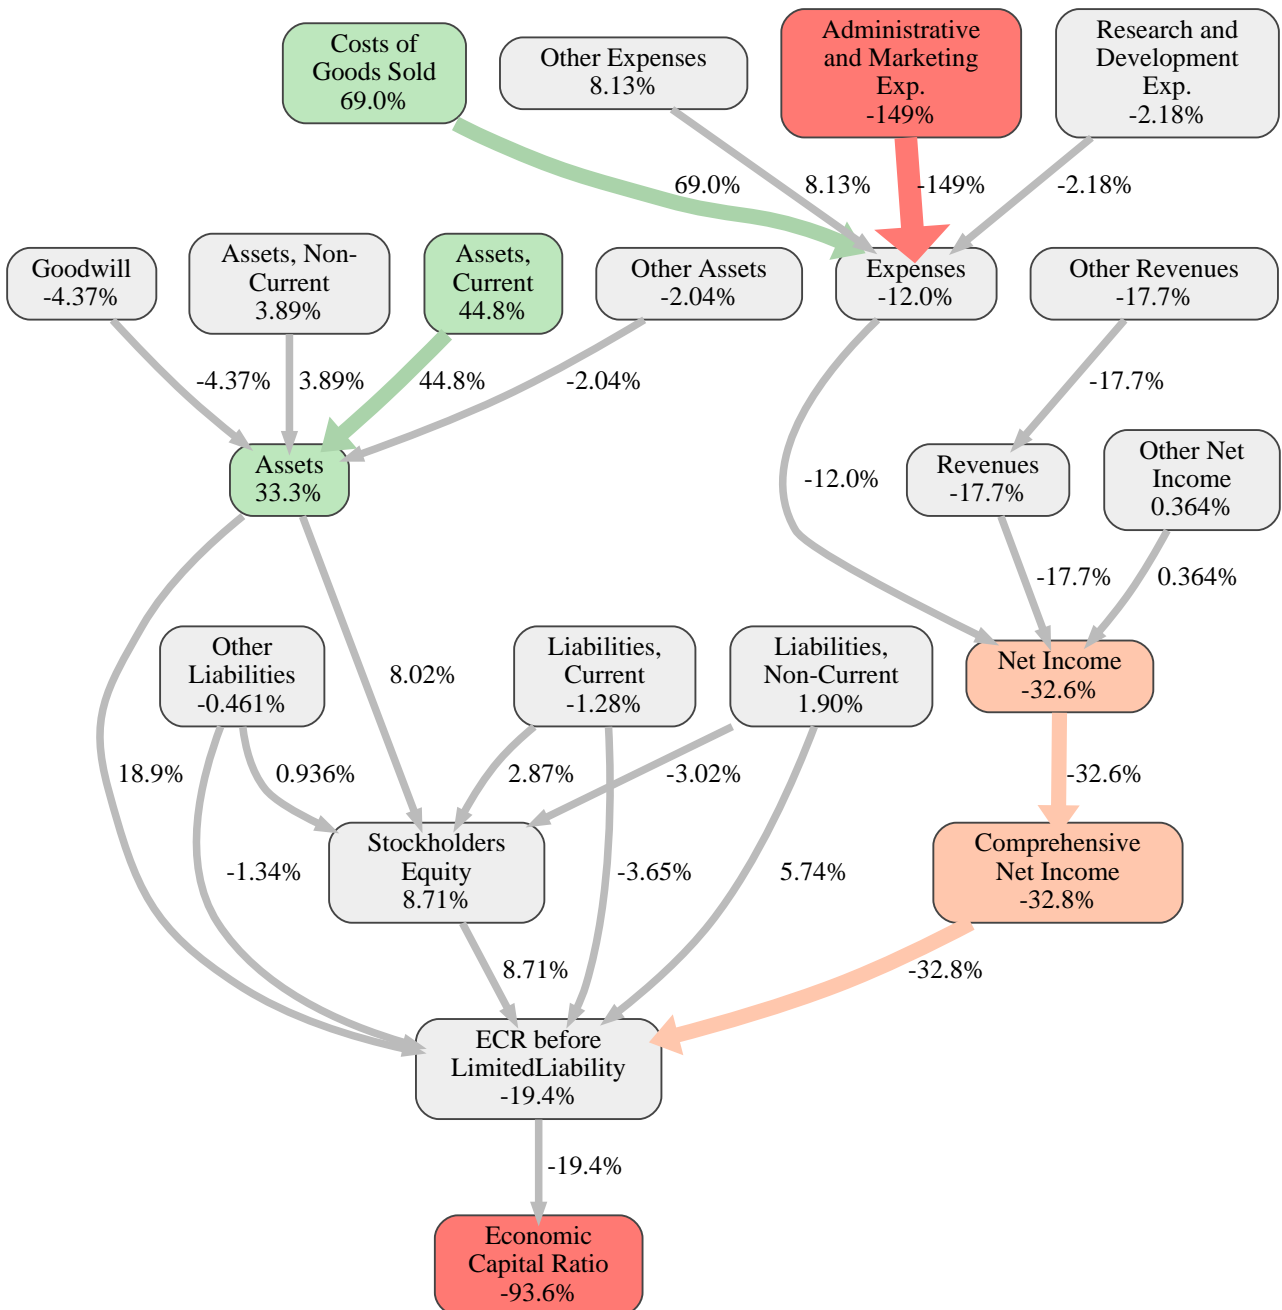 Costs of
Goods Sold
69.0%
Other Expenses
8.13%
Administrative
and Marketing
Exp.
-149%
Research and
Development
Exp.
-2.18%
69.0%
8.13%
-149%
-2.18%
Goodwill
-4.37%
Assets, Non-
Current
3.89%
Assets,
Current
44.8%
Other Assets
-2.04%
Expenses
-12.0%
Other Revenues
-17.7%
-4.37%
3.89%
44.8%
-2.04%
-17.7%
Assets
33.3%
-12.0%
Revenues
-17.7%
Other Net
Income
0.364%
-17.7%
0.364%
Other
Liabilities
-0.461%
8.02%
Liabilities,
Current
-1.28%
Liabilities,
Non-Current
1.90%
Net Income
-32.6%
18.9%
0.936%
2.87%
-3.02%
-32.6%
Stockholders
Equity
8.71%
-1.34%
-3.65%
5.74%
Comprehensive
Net Income
-32.8%
8.71%
-32.8%
ECR before
LimitedLiability
-19.4%
-19.4%
Economic
Capital Ratio
-93.6%